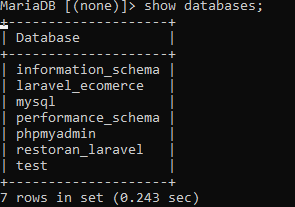 MariaDB [(none)]> show databases;
+--------------------+
| Database           |
+--------------------+
| information_schema |
| laravel_ecomerce   |
| mysql              |
| performance_schema |
| phpmyadmin         |
| restoran_laravel   |
| test               |
+--------------------+
7 rows in set (0.243 sec)